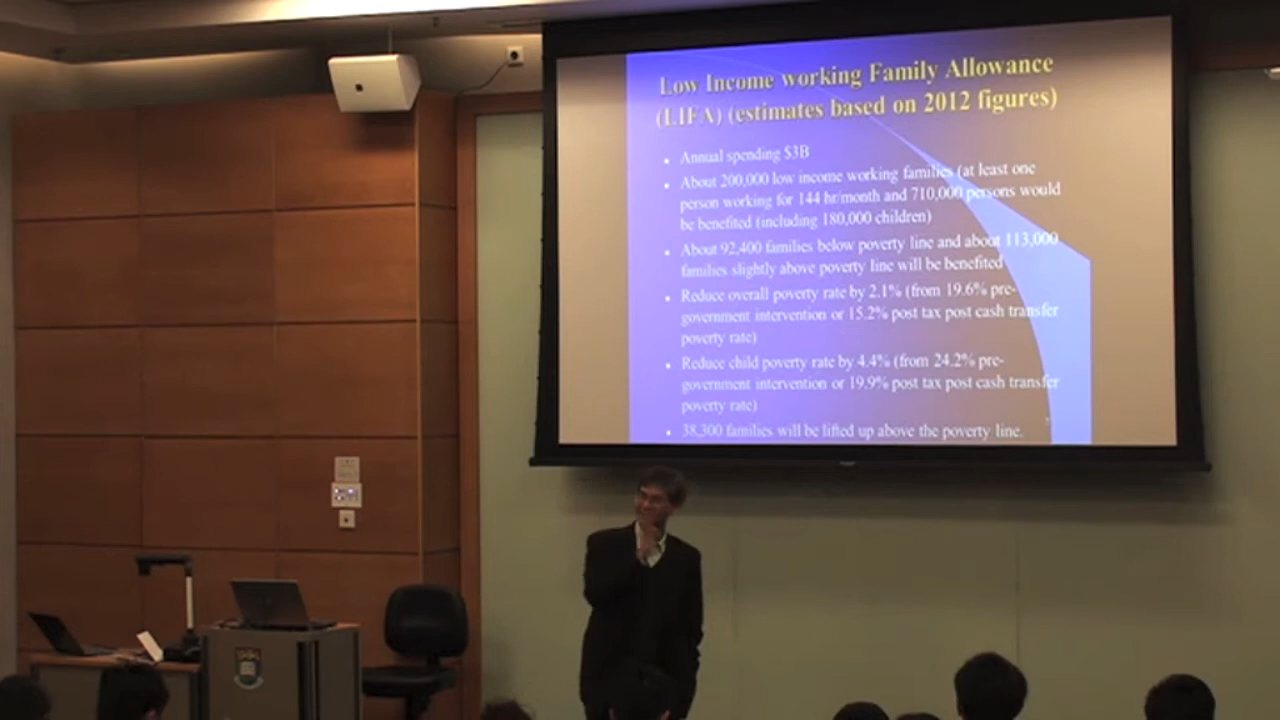 Low Income working Family Allowance
(LIFA) (estimates based on 2012 figures)
• Annual spending $3B
• About 200,000 low income working families (at least one
person working for 144 hr/month and 710,000 persons would
be benefited (including 180,000 children)
• About 92,400 families below poverty line and about 113,000
families slightly above poverty line will be benefited
• Reduce overall poverty rate by 2.1% (from 19.6% pre-
government intervention or 15.2% post tax post cash transfer
poverty rate)
• Reduce child poverty rate by 4.4% (from 24.2% pre-
government intervention or 19.9% post tax post cash transfer
poverty rate)
• 38,300 families will be lifted up above the poverty line.